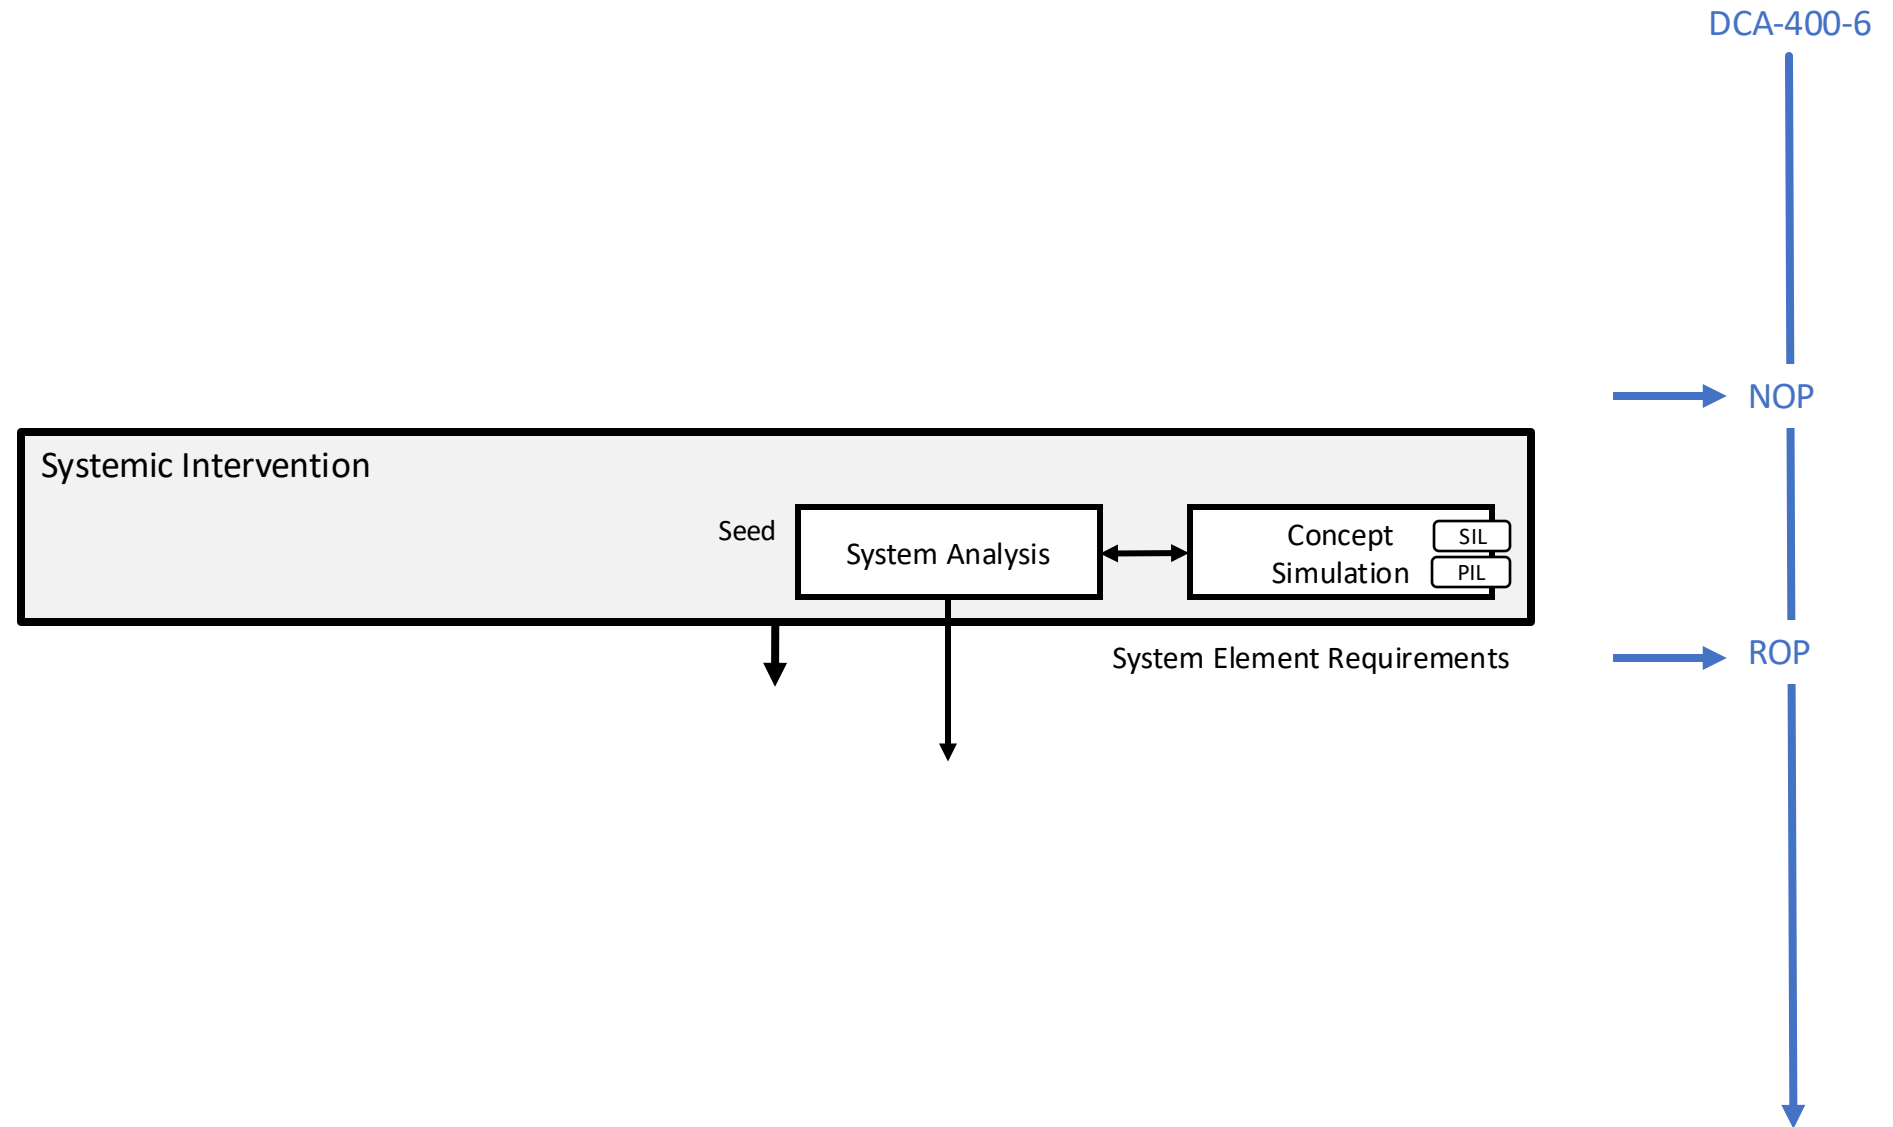 DCA-400-6
NOP
Systemic Intervention
Seed
System Analysis
Concept
Simulation
SIL
PIL
System Element Requirements
ROP